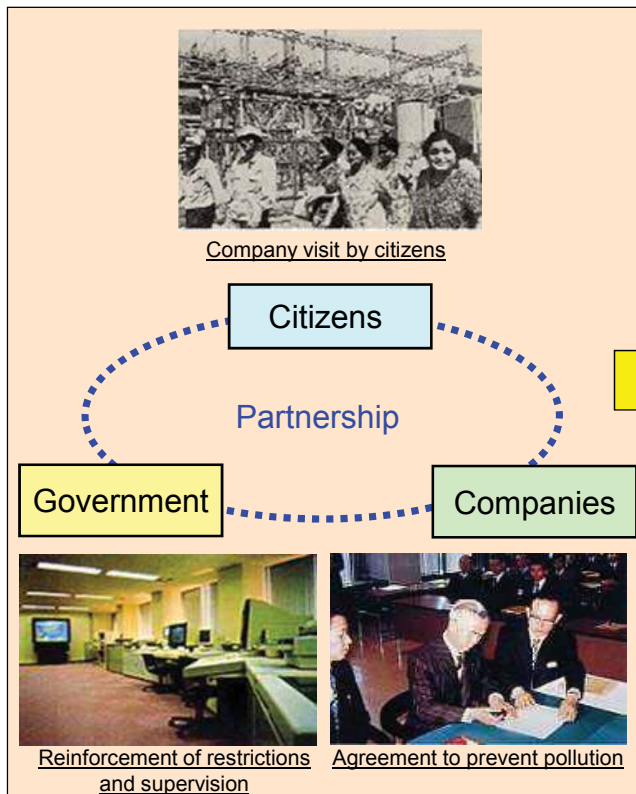 Company visit by citizens
Citizens
Partnership
Government
Companies
Reinforcement of restrictions
and supervision
Agreement to prevent pollution